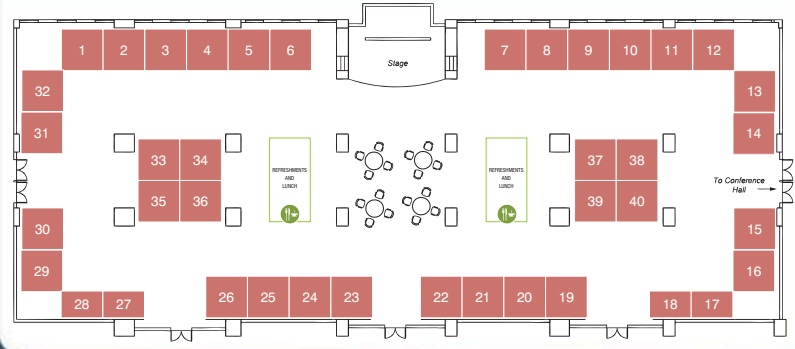 1 2 3 4 5 6
Stage
7 8 9 10 11 12
32
13
31
14
33 34
REFRESHMENTS
AND
LUNCH
REFRESHMENTS
AND
LUNCH
37 38
35 36
39 40
To Conference
Hall
30
15
29
16
28 27
26 25 24 23
22 21 20 19
18 17